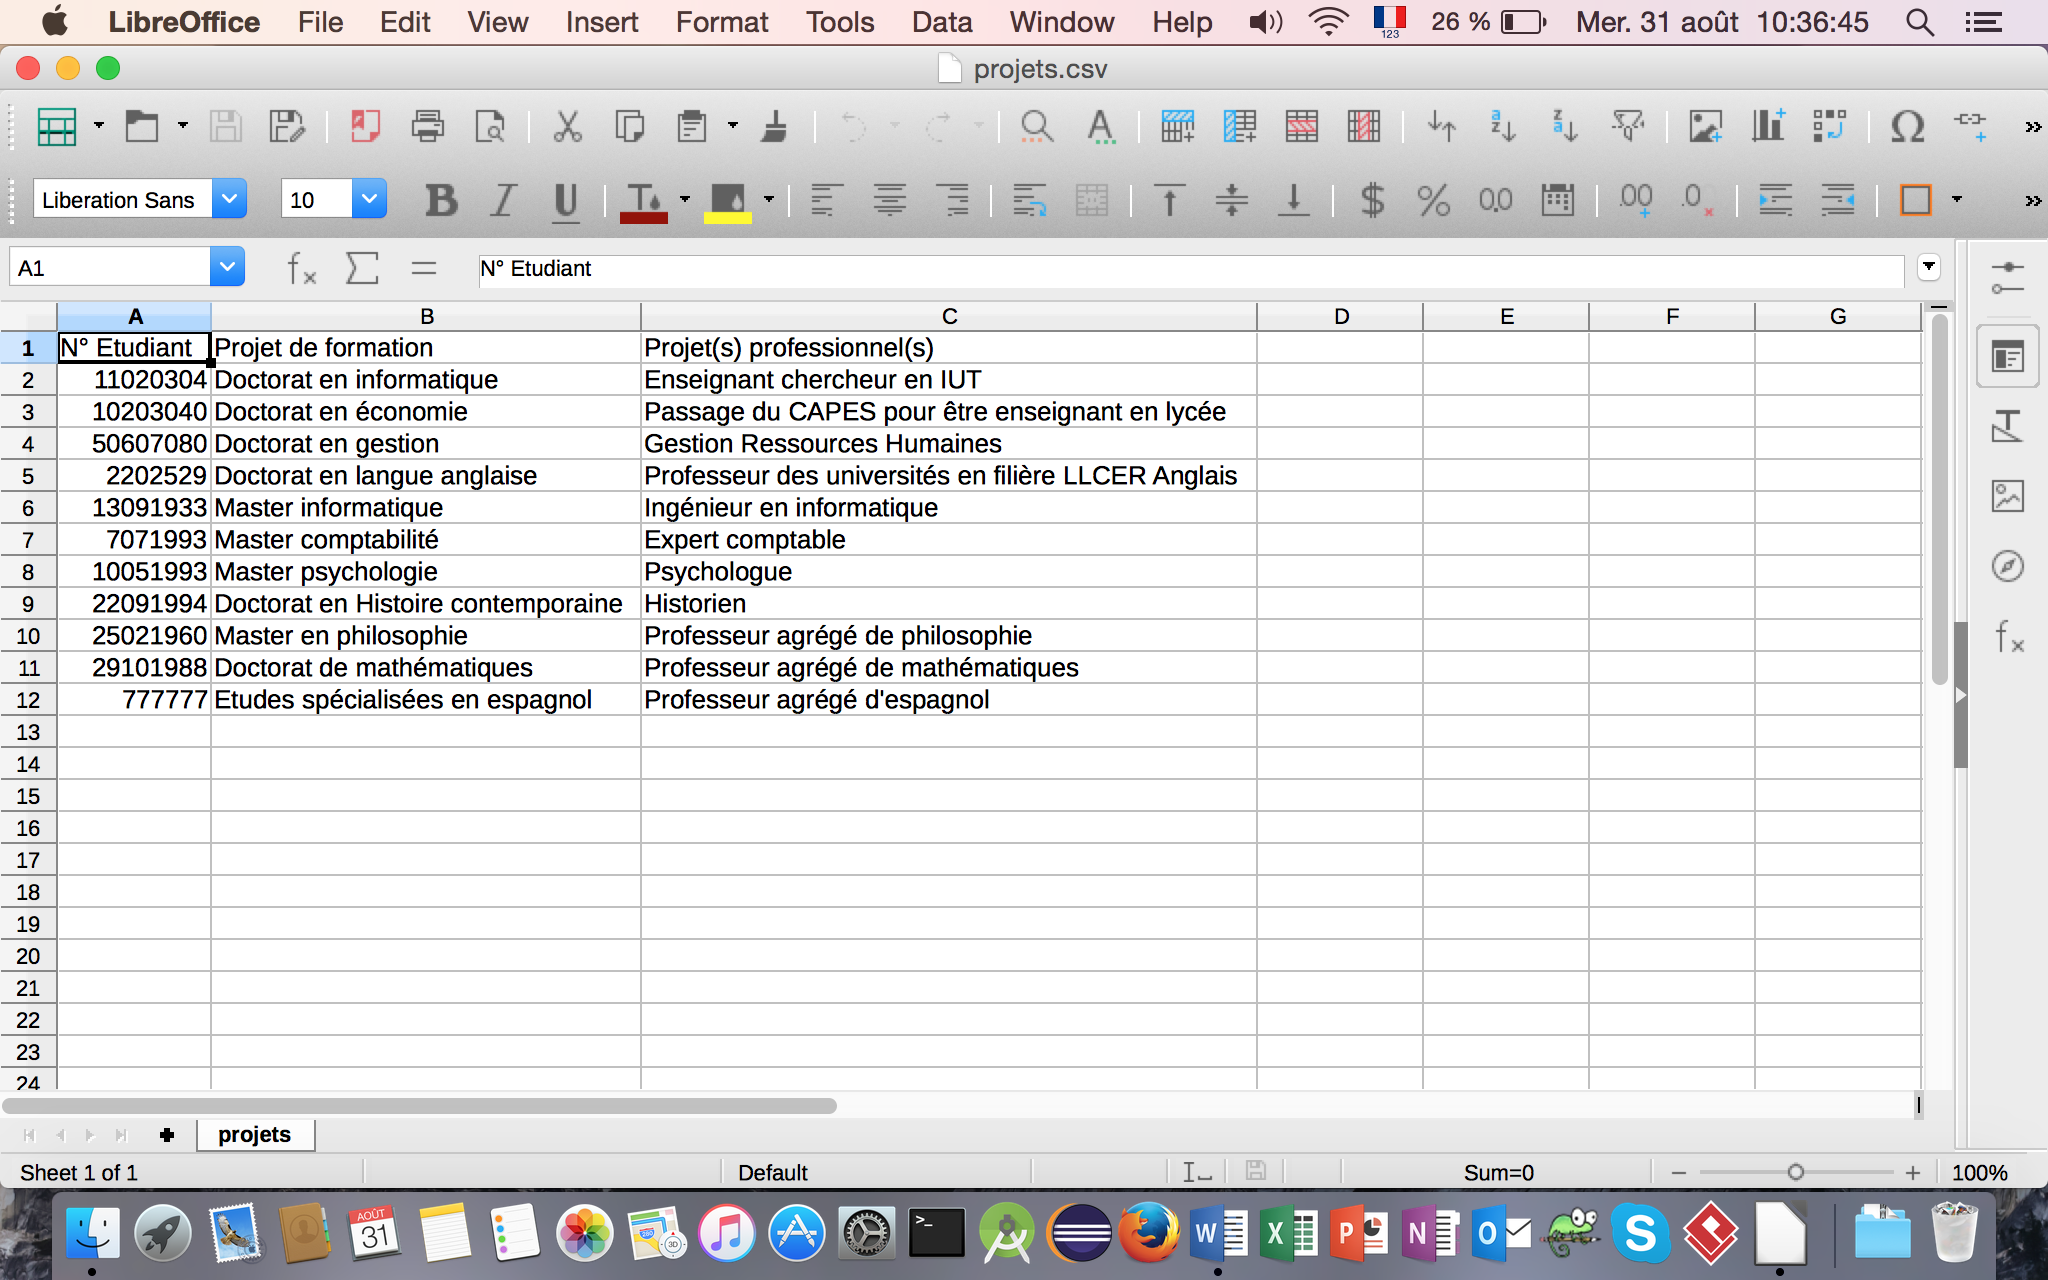 LibreOffice File Edit View Insert Format Tools Data Window Help 123 26 % Mer. 31 août 10:36:45
projets.csv
Liberation Sans 10
A1 N° Etudiant
A B C D E F G
1 N° Etudiant Projet de formation Projet(s) professionnel(s)
2 11020304 Doctorat en informatique Enseignant chercheur en IUT
3 10203040 Doctorat en économie Passage du CAPES pour être enseignant en lycée
4 50607080 Doctorat en gestion Gestion Ressources Humaines
5 2202529 Doctorat en langue anglaise Professeur des universités en filière LLCER Anglais
6 13091933 Master informatique Ingénieur en informatique
7 7071993 Master comptabilité Expert comptable
8 10051993 Master psychologie Psychologue
9 22091994 Doctorat en Histoire contemporaine Historien
10 25021960 Master en philosophie Professeur agrégé de philosophie
11 29101988 Doctorat de mathématiques Professeur agrégé de mathématiques
12 777777 Etudes spécialisées en espagnol Professeur agrégé d'espagnol
13
14
15
16
17
18
19
20
21
22
23
24
projets
Sheet 1 of 1 Default Sum=0 100%
AOÛT
31